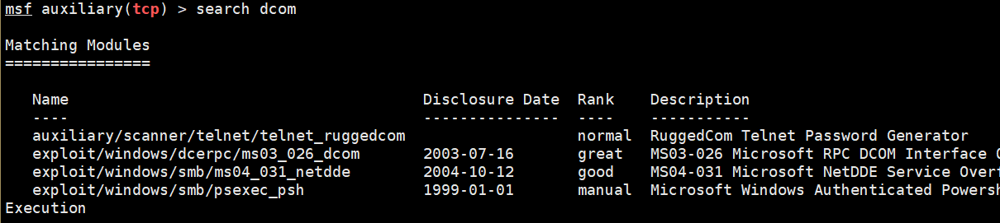 msf auxiliary(tcp) > search dcom
Matching Modules
================
Name Disclosure Date Rank Description
---- --------------- ---- -----------
auxiliary/scanner/telnet/telnet_ruggedcom normal RuggedCom Telnet Password Generator
exploit/windows/dcerpc/ms03_026_dcom 2003-07-16 great MS03-026 Microsoft RPC DCOM Interface
exploit/windows/smb/ms04_031_netdde 2004-10-12 good MS04-031 Microsoft NetDDE Service Overf
exploit/windows/smb/psexec_psh 1999-01-01 manual Microsoft Windows Authenticated Powersh
Execution